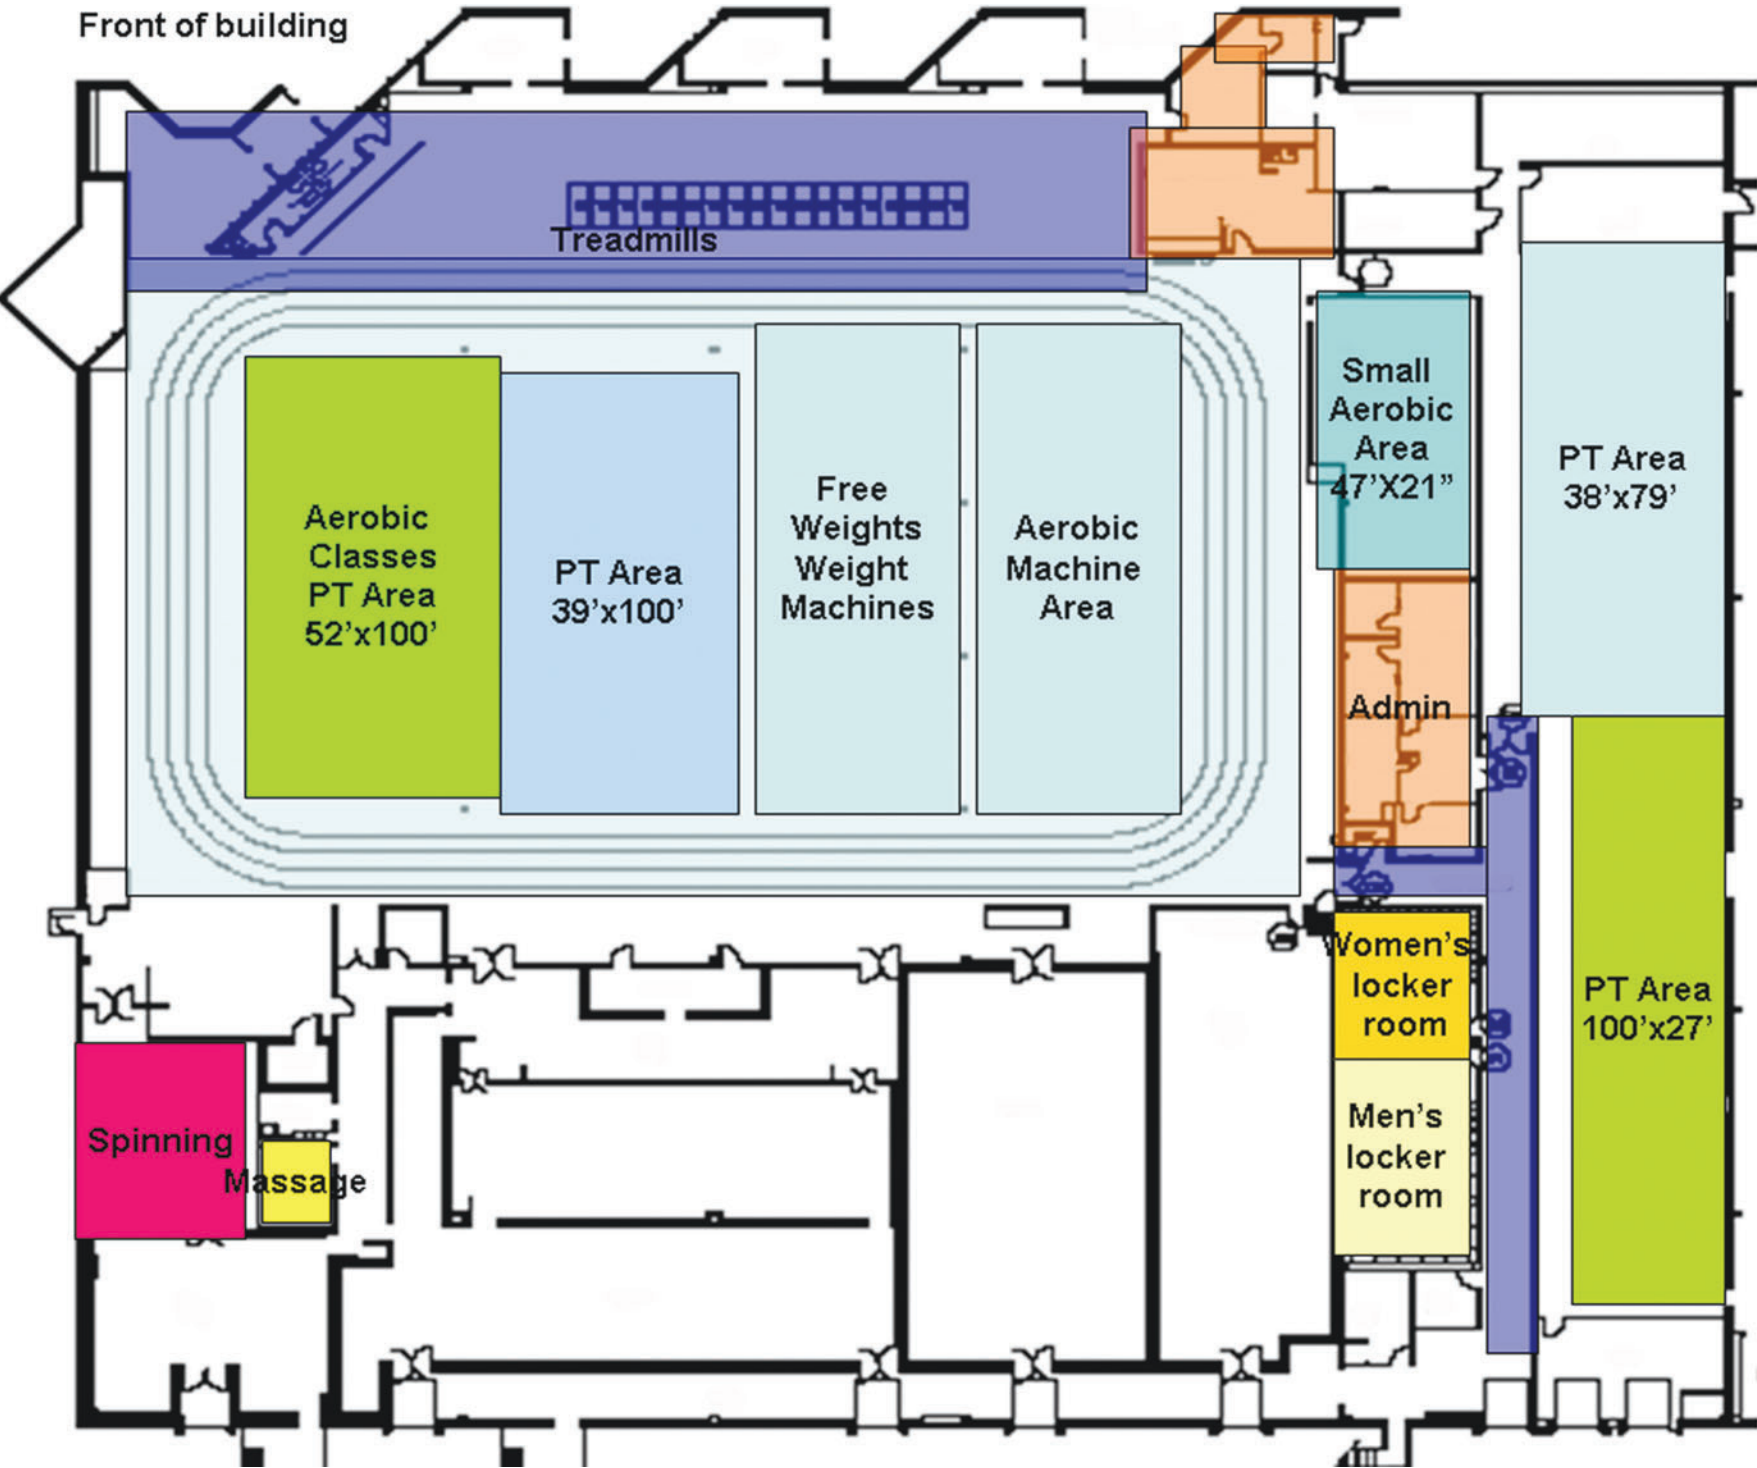 Front of building
Treadmills
Small
Aerobic
Area
47’X21”
PT Area
38’x79’
Aerobic
Classes
PT Area
52’x100’
PT Area
39’x100’
Free
Weights
Weight
Machines
Aerobic
Machine
Area
Admin
Women’s
locker
room
PT Area
100’x27’
Men’s
locker
room
Spinning
Massage